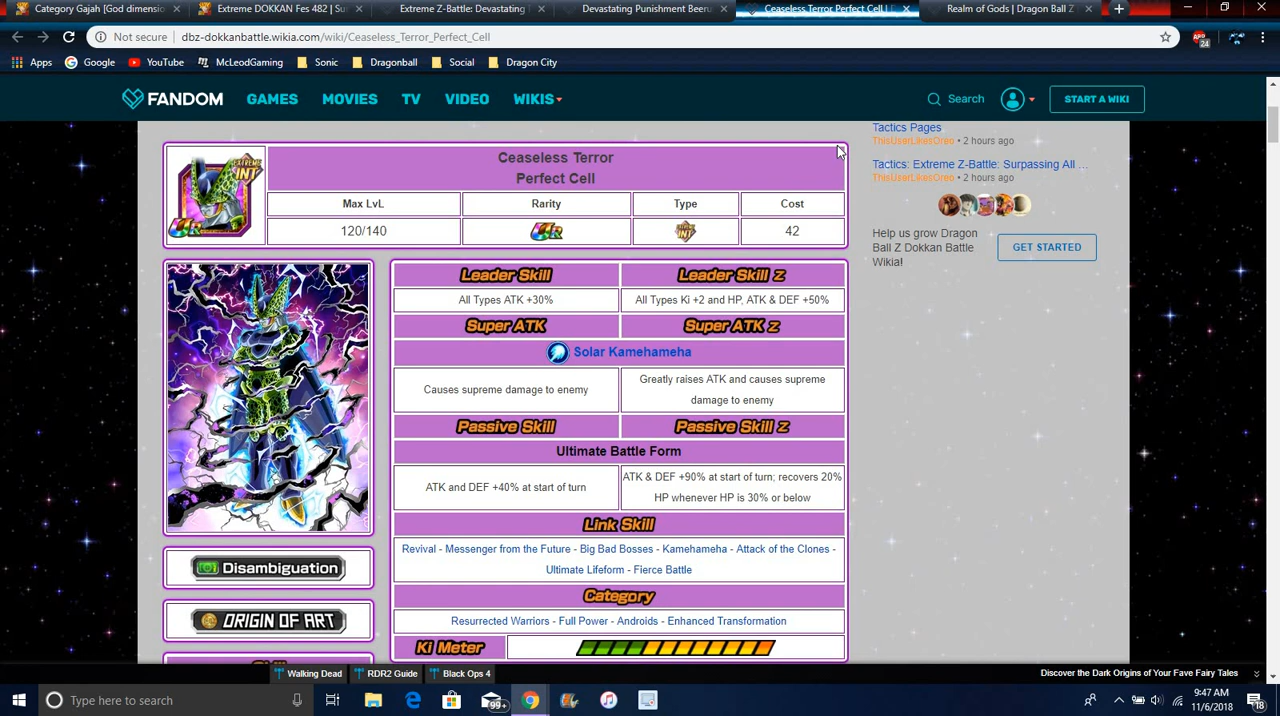 Category Gajah [God dimensio
Extreme DOKKAN Fes 482 | Su
Extreme Z-Battle: Devastating
Devastating Punishment Beeru
Ceaseless Terror Perfect Cell |
Realm of Gods | Dragon Ball Z
Not secure | dbz-dokkanbattle.wikia.com/wiki/Ceaseless_Terror_Perfect_Cell
24
Apps Google YouTube McLeodGaming Sonic Dragonball Social Dragon City
FANDOM GAMES MOVIES TV VIDEO WIKIS Search START A WIKI
Tactics Pages
ThisUserLikesOreo • 2 hours ago
Tactics: Extreme Z-Battle: Surpassing All ...
ThisUserLikesOreo • 2 hours ago
Help us grow Dragon
Ball Z Dokkan Battle
Wikia!
GET STARTED
EXTREME
INT
UR
Ceaseless Terror
Perfect Cell
Max LvL Rarity Type Cost
120/140 UR INT 42
Leader Skill Leader Skill Z
All Types ATK +30% All Types Ki +2 and HP, ATK & DEF +50%
Super ATK Super ATK Z
Solar Kamehameha
Causes supreme damage to enemy
Greatly raises ATK and causes supreme
damage to enemy
Passive Skill Passive Skill Z
Ultimate Battle Form
ATK and DEF +40% at start of turn
ATK & DEF +90% at start of turn; recovers 20%
HP whenever HP is 30% or below
Link Skill
Revival - Messenger from the Future - Big Bad Bosses - Kamehameha - Attack of the Clones -
Ultimate Lifeform - Fierce Battle
Category
Resurrected Warriors - Full Power - Androids - Enhanced Transformation
Ki Meter
Disambiguation
ORIGIN OF ART
Walking Dead RDR2 Guide Black Ops 4 Discover the Dark Origins of Your Fave Fairy Tales
Type here to search
99+
9:47 AM
11/6/2018
18